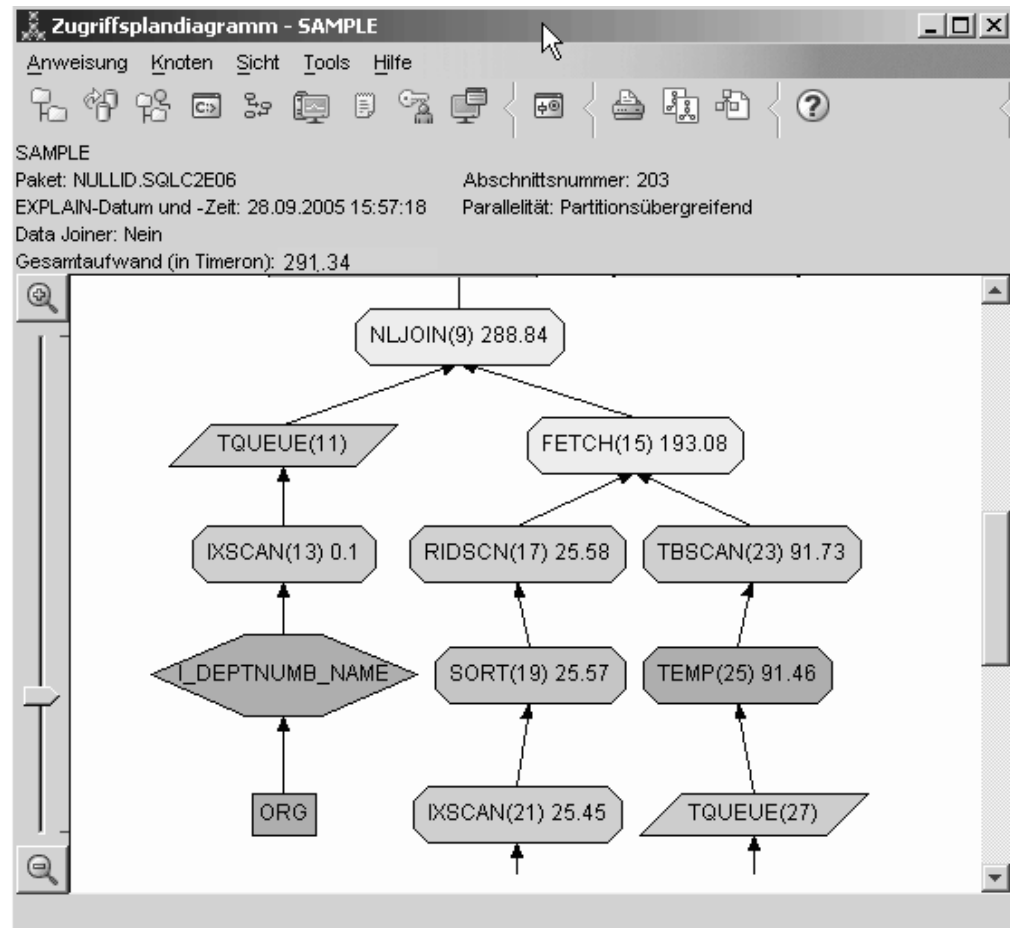 Zugriffsplandiagramm - SAMPLE
Anweisung Knoten Sicht Tools Hilfe
SAMPLE
Paket: NULLID.SQLC2E06 Abschnittsnummer: 203
EXPLAIN-Datum und -Zeit: 28.09.2005 15:57:18 Parallelität: Partitionsübergreifend
Data Joiner: Nein
Gesamtaufwand (in Timeron): 291.34
NLJOIN(9) 288.84
TQUEUE(11) FETCH(15) 193.08
IXSCAN(13) 0.1 RIDSCN(17) 25.58 TBSCAN(23) 91.73
I_DEPTNUMB_NAME SORT(19) 25.57 TEMP(25) 91.46
ORG IXSCAN(21) 25.45 TQUEUE(27)